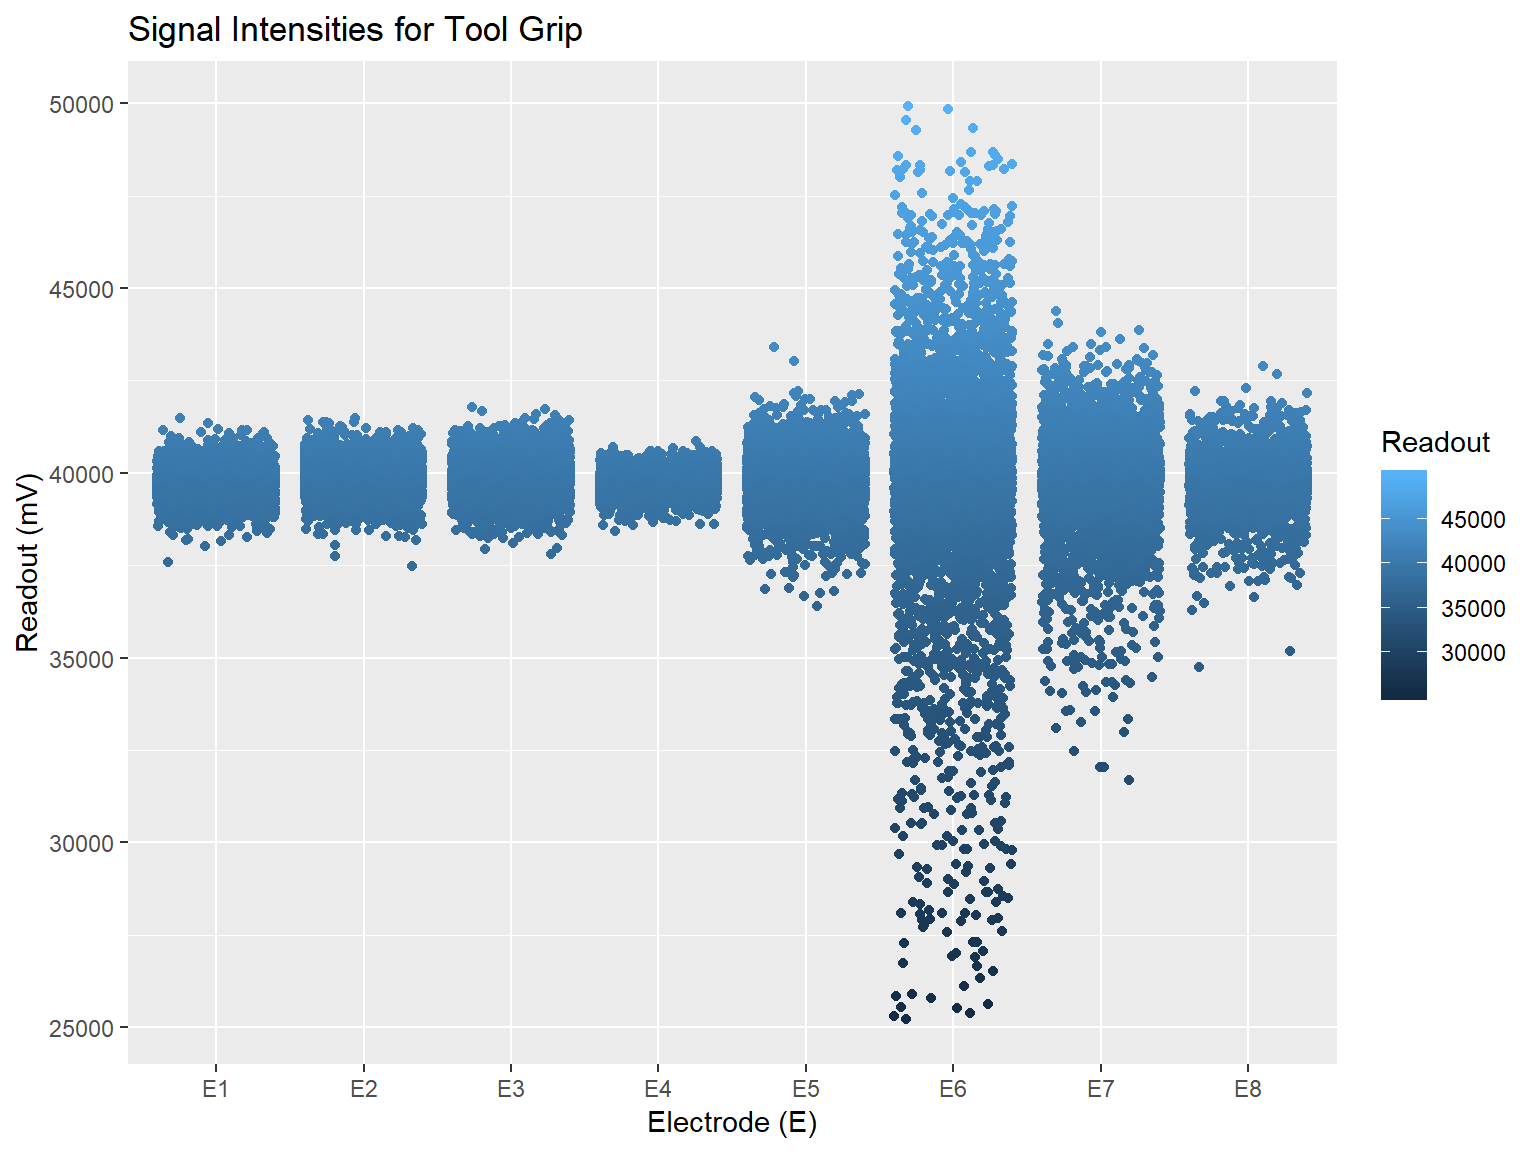 Signal Intensities for Tool Grip
50000
45000
40000
35000
30000
25000
Readout (mV)
E1 E2 E3 E4 E5 E6 E7 E8
Electrode (E)
Readout
45000
40000
35000
30000